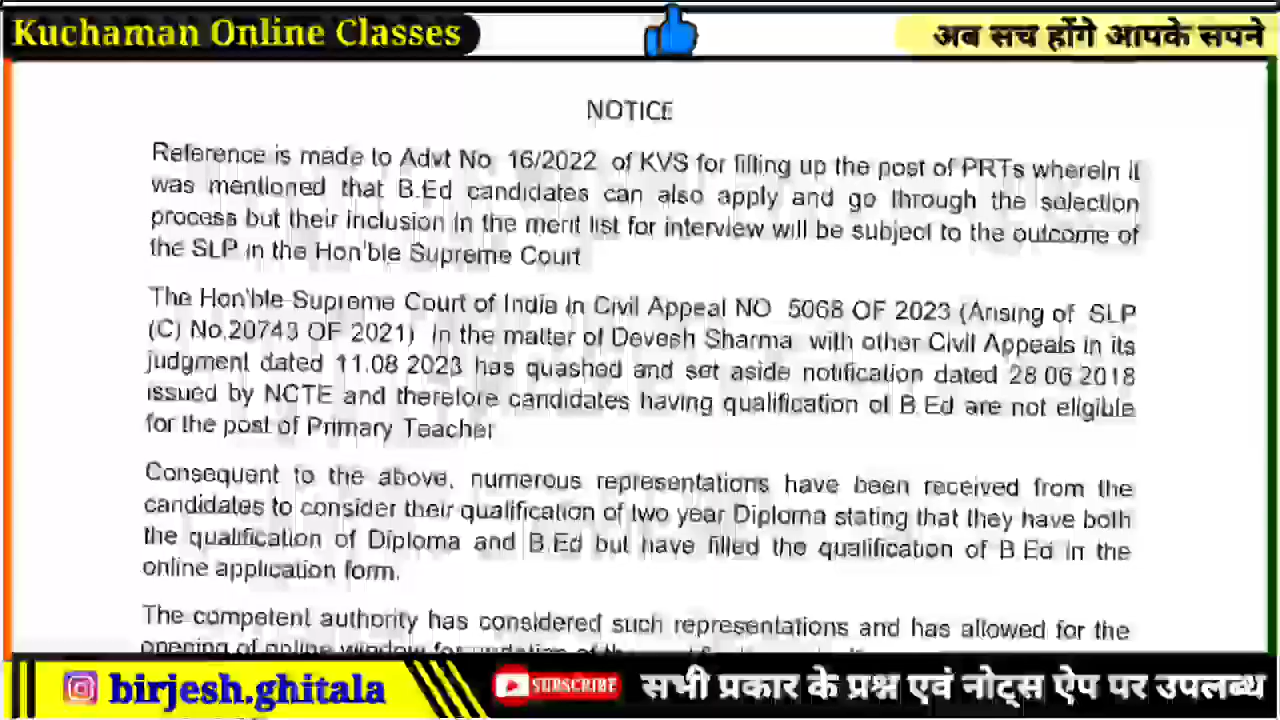 Kuchaman Online Classes
अब सच होंगे आपके सपने
NOTICE
Reference is made to Advt No 16/2022 of KVS for filling up the post of PRTs wherein it
was mentioned that B.Ed candidates can also apply and go through the selection
process but their inclusion in the merit list for interview will be subject to the outcome of
the SLP in the Hon'ble Supreme Court
The Hon'ble Supreme Court of India in Civil Appeal NO 5068 OF 2023 (Arising of SLP
(C) No.20743 OF 2021) in the matter of Devesh Sharma with other Civil Appeals in its
judgment dated 11.08 2023 has quashed and set aside notification dated 28 06 2018
issued by NCTE and therefore candidates having qualification of B Ed are not eligible
for the post of Primary Teacher
Consequent to the above, numerous representations have been received from the
candidates to consider their qualification of two year Diploma stating that they have both
the qualification of Diploma and B.Ed but have filled the qualification of B.Ed in the
online application form.
The competent authority has considered such representations and has allowed for the
opening of online window for updation of the
birjesh.ghitala
SUBSCRIBE
सभी प्रकार के प्रश्न एवं नोट्स ऐप पर उपलब्ध